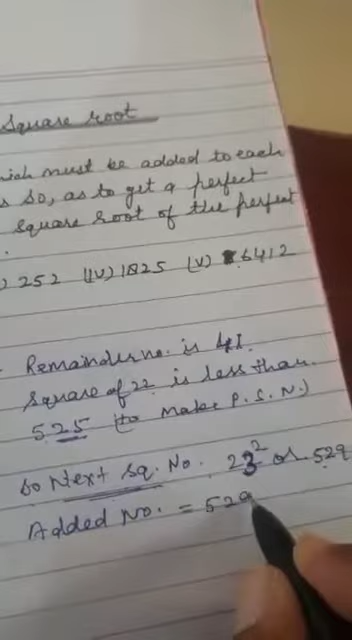 Square root
which must be added to each
so, as to get a perfect
square root of the perfect
) 252 (IV) 1825 (V) 6412
Remainder no. is 41.
Square of 22 is less than
525 (to make P.S.N.)
So Next sq. No. 23² or 529
Added No. = 529